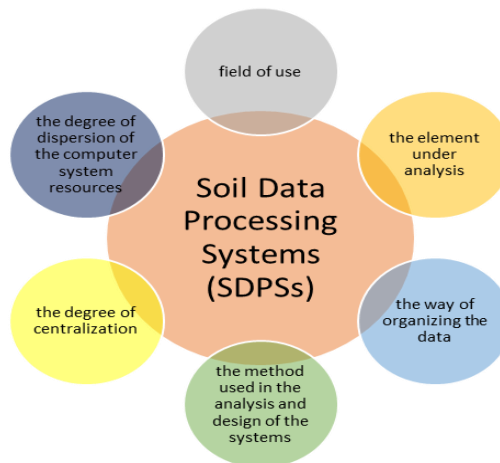 field of use
the degree of
dispersion of
the computer
system
resources
the element
under
analysis
Soil Data
Processing
Systems
(SDPSs)
the degree of
centralization
the way of
organizing the
data
the method
used in the
analysis and
design of the
systems